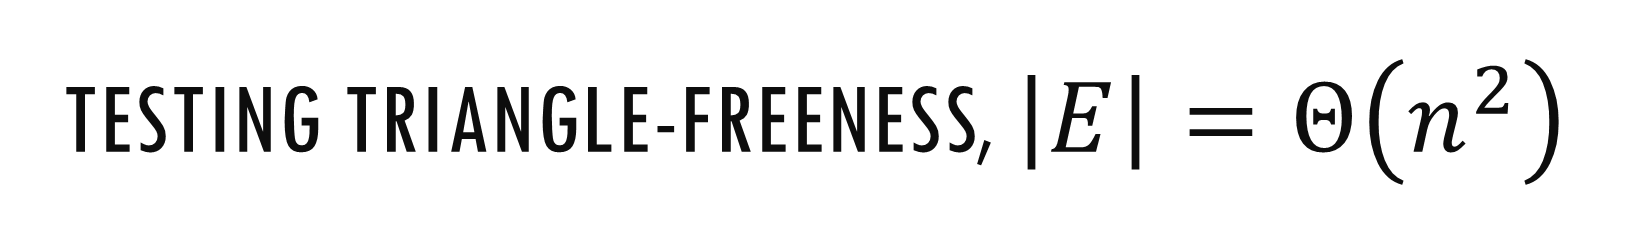 TESTING TRIANGLE-FREENESS, |E| = Θ(n²)